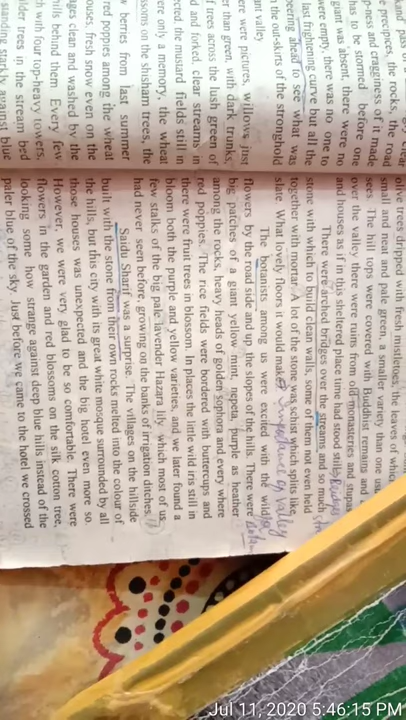 olive trees dripped with fresh mistletoes, the leaves of
small and neat and pale green, a smaller variety than one
sees. The hill tops were covered with Buddhist remains and
over the valley there were ruins from old monasteries and stupas
and houses as if in this sheltered place time had stood still.
There were arched bridges over the streams and so much
stone with which to build clean walls, some of it not even held
together with mortar. A lot of the stone was schist which splits like
slate. What lovely floors it would make.
The botanists among us were excited with the wild
flowers by the road side and up the slopes of the hills. There were
big patches of a giant yellow mint, nepeta, purple as heather
among the rocks, heavy heads of golden sophora and every where
red poppies. The rice fields were bordered with buttercups and
there were fruit trees in blossom. In places the little wild iris still in
bloom both the purple and yellow varieties, and we later found a
few stalks of the big pale lavender Hazara lily which most of us
had never seen before, growing on the banks of irrigation ditches.
Saidu Sharif was a surprise. The villages on the hillside
built with the stone from their own rocks melted into the colour of
the hills, but this city with its great white mosque surrounded by all
those houses was unexpected and the big hotel even more so.
However, we were very glad to be so comfortable. There were
flowers in the garden and red blossoms on the silk cotton tree,
looking some how strange against deep blue hills instead of the
paler blue of the sky. Just before we came to the hotel we crossed
pass
e precipices, the rocks, the road
p-ness and cragginess of it made
has to be stormed before one
giant was absent, there were no
were empty, there was no one to
last frightening curve but all the
peering ahead to see what was
n the out-skirts of the stronghold
ant valley
ere were pictures, willows just
er than green, with dark trunks,
f trees across the lush green of
d and forked, clear streams in
ected, the mustard fields still in
ere only a memory, the wheat
ssoms on the shisham trees, the
w berries from last summer
red poppies among the wheat
ouses, fresh snow even on the
ages clean and washed by the
hills behind them Every few
ch with four top-heavy towers,
lder trees in the stream bed
standing starkly against blue
Jul 11, 2020 5:46:15 PM